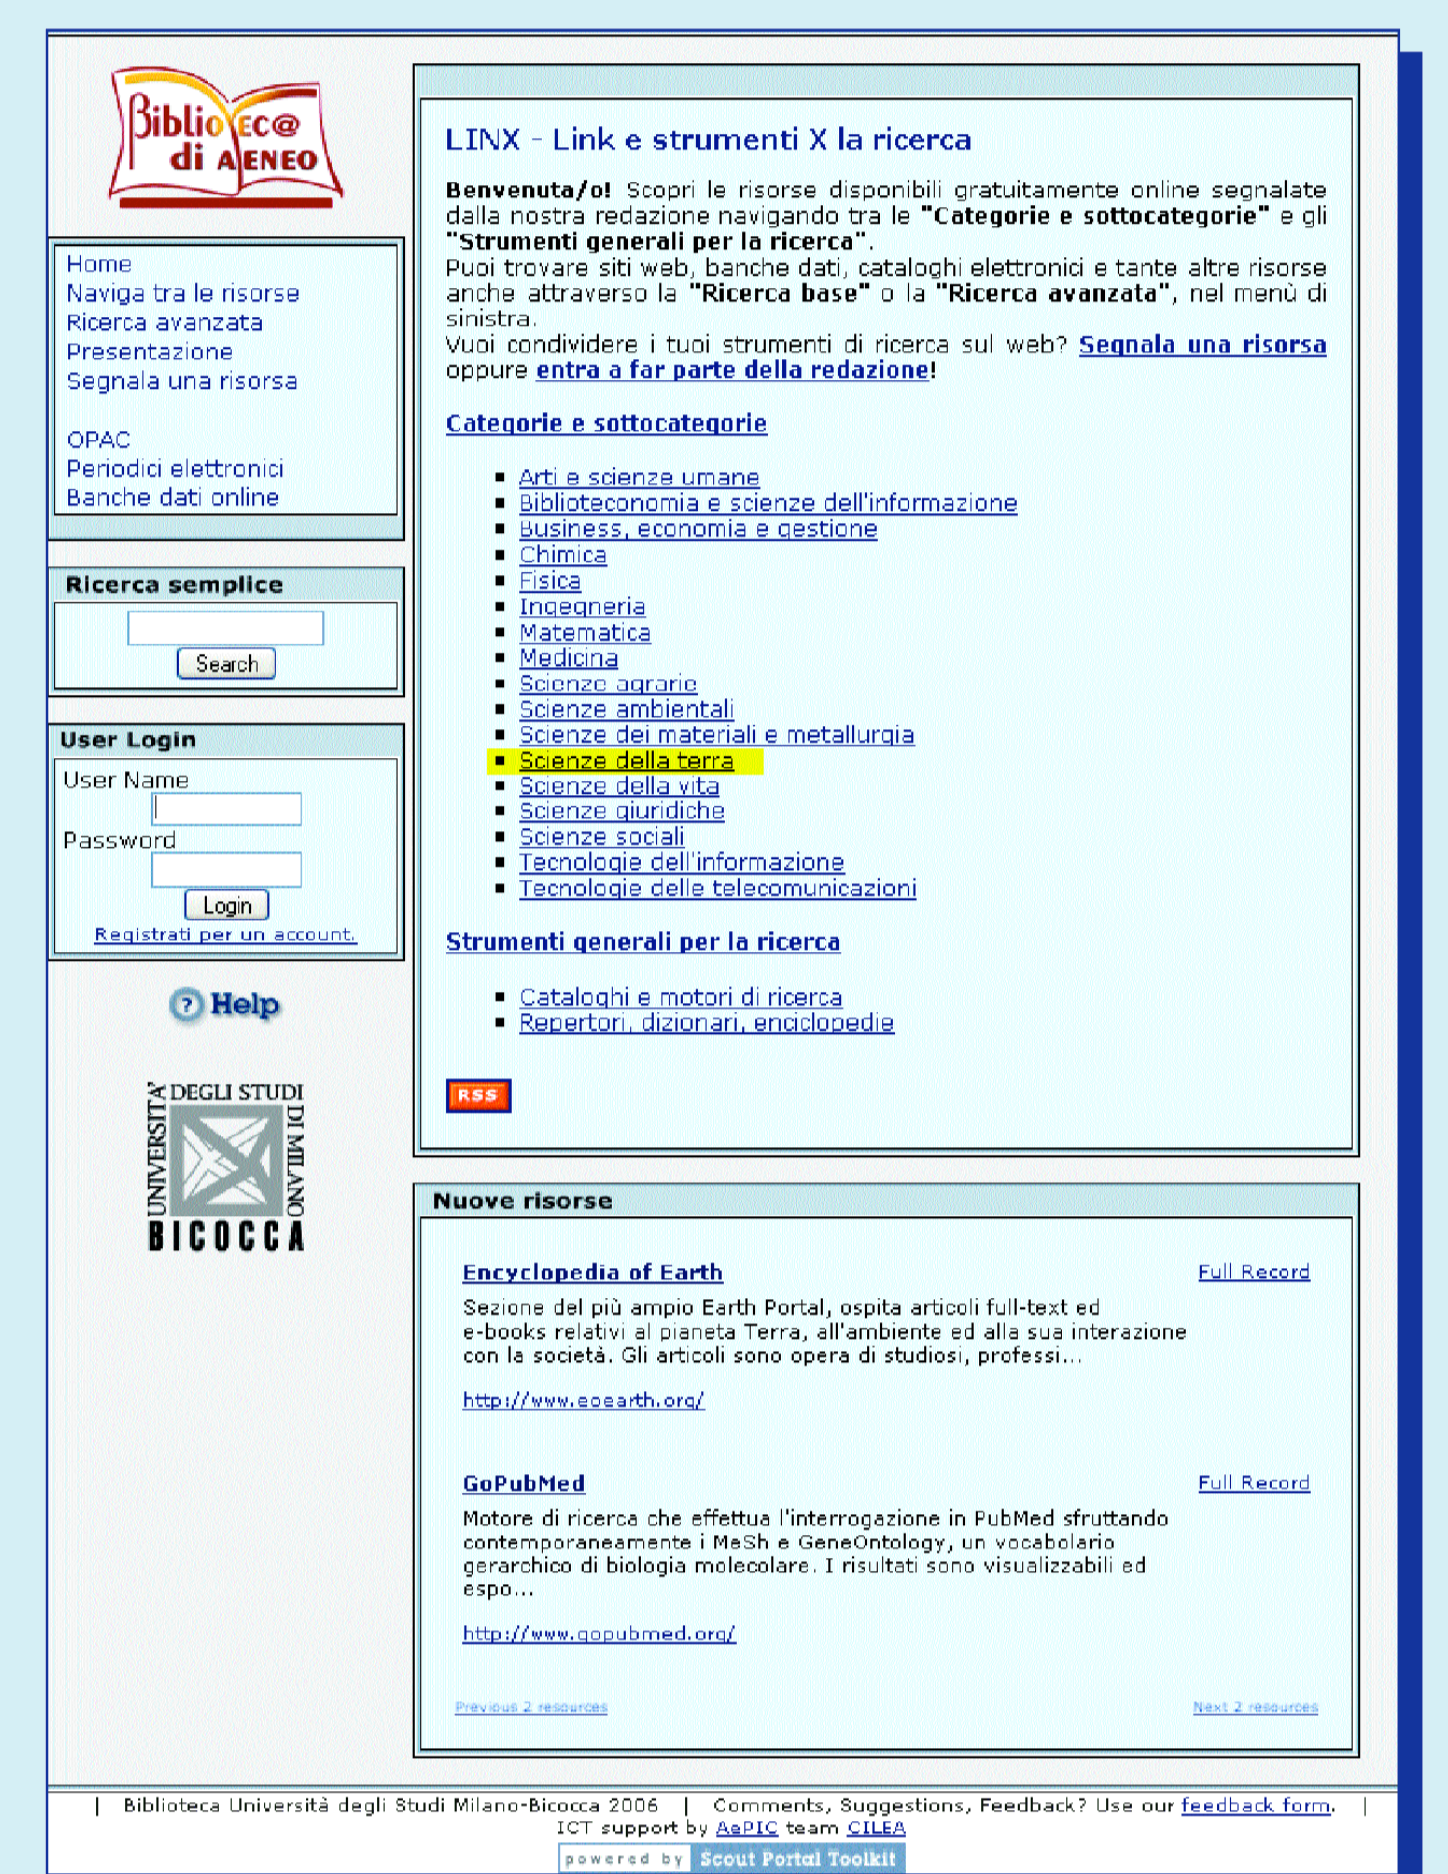 Bibliotec@
di Ateneo
Home
Naviga tra le risorse
Ricerca avanzata
Presentazione
Segnala una risorsa
OPAC
Periodici elettronici
Banche dati online
Ricerca semplice
Search
User Login
User Name
Password
Login
Registrati per un account.
? Help
UNIVERSITA' DEGLI STUDI DI MILANO
BICOCCA
LINX - Link e strumenti X la ricerca
Benvenuta/o! Scopri le risorse disponibili gratuitamente online segnalate
dalla nostra redazione navigando tra le "Categorie e sottocategorie" e gli
"Strumenti generali per la ricerca".
Puoi trovare siti web, banche dati, cataloghi elettronici e tante altre risorse
anche attraverso la "Ricerca base" o la "Ricerca avanzata", nel menù di
sinistra.
Vuoi condividere i tuoi strumenti di ricerca sul web? Segnala una risorsa
oppure entra a far parte della redazione!
Categorie e sottocategorie
Arti e scienze umane
Biblioteconomia e scienze dell'informazione
Business, economia e gestione
Chimica
Fisica
Ingegneria
Matematica
Medicina
Scienze agrarie
Scienze ambientali
Scienze dei materiali e metallurgia
Scienze della terra
Scienze della vita
Scienze giuridiche
Scienze sociali
Tecnologie dell'informazione
Tecnologie delle telecomunicazioni
Strumenti generali per la ricerca
Cataloghi e motori di ricerca
Repertori, dizionari, enciclopedie
RSS
Nuove risorse
Encyclopedia of Earth Full Record
Sezione del più ampio Earth Portal, ospita articoli full-text ed
e-books relativi al pianeta Terra, all'ambiente ed alla sua interazione
con la società. Gli articoli sono opera di studiosi, professi...
http://www.eoearth.org/
GoPubMed Full Record
Motore di ricerca che effettua l'interrogazione in PubMed sfruttando
contemporaneamente i MeSh e GeneOntology, un vocabolario
gerarchico di biologia molecolare. I risultati sono visualizzabili ed
espo...
http://www.gopubmed.org/
Previous 2 resources Next 2 resources
| Biblioteca Università degli Studi Milano-Bicocca 2006 | Comments, Suggestions, Feedback? Use our feedback form. |
ICT support by AePIC team CILEA
powered by Scout Portal Toolkit